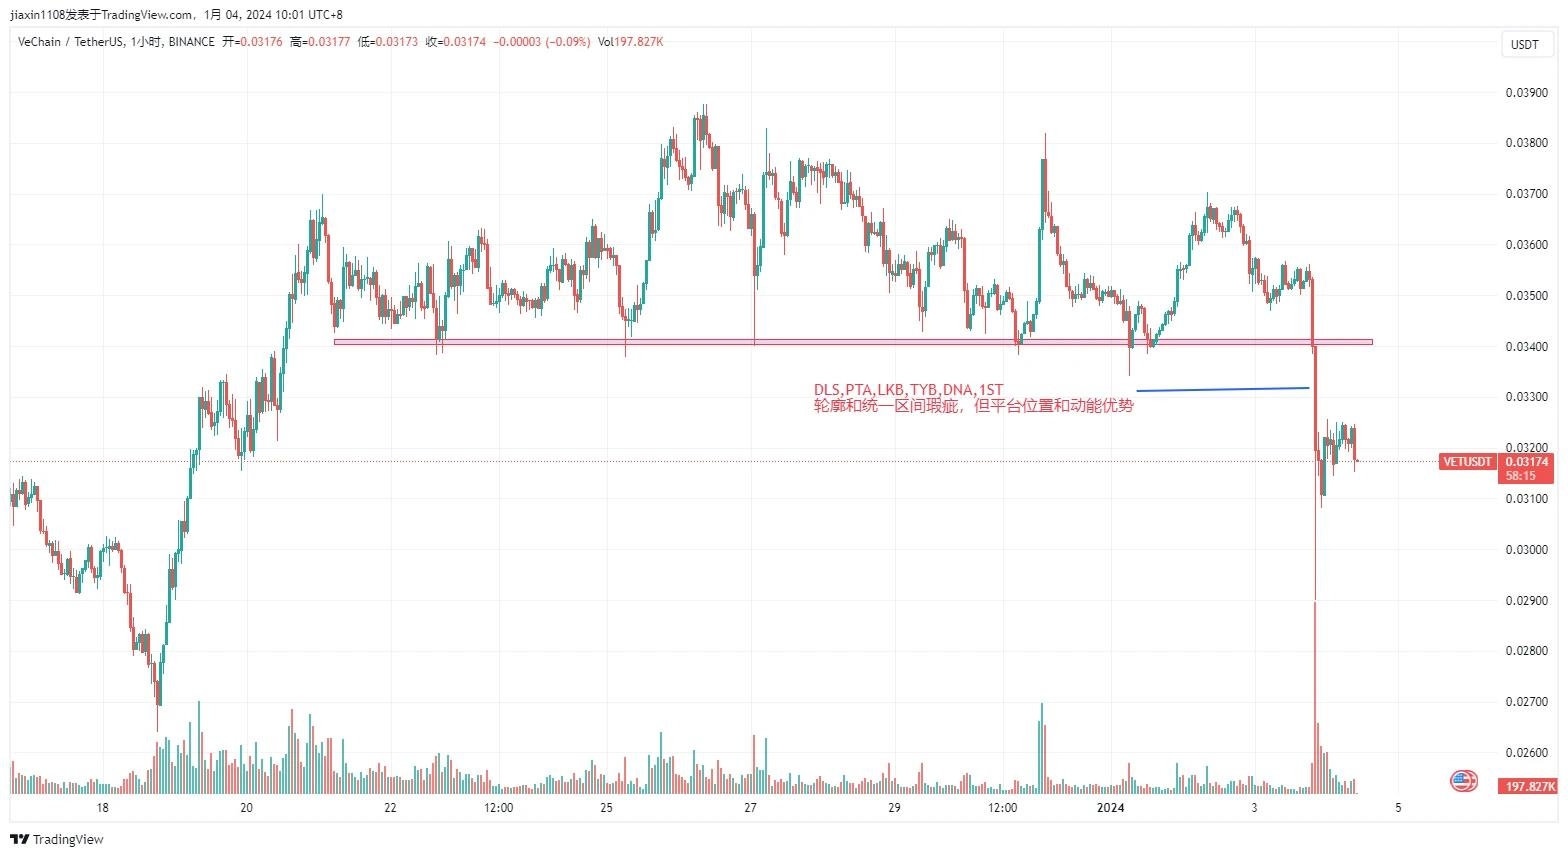 jiaxin1108发表于TradingView.com, 1月 04, 2024 10:01 UTC+8
VeChain / TetherUS, 1小时, BINANCE 开=0.03176 高=0.03177 低=0.03173 收=0.03174 −0.00003 (−0.09%) Vol197.827K
USDT
0.03900
0.03800
0.03700
0.03600
0.03500
0.03400
DLS,PTA,LKB,TYB,DNA,1ST
轮廓和统一区间瑕疵，但平台位置和动能优势
0.03300
0.03200
VETUSDT 0.03174
58:15
0.03100
0.03000
0.02900
0.02800
0.02700
0.02600
197.827K
18 20 22 12:00 25 27 29 12:00 2024 3 5
TradingView